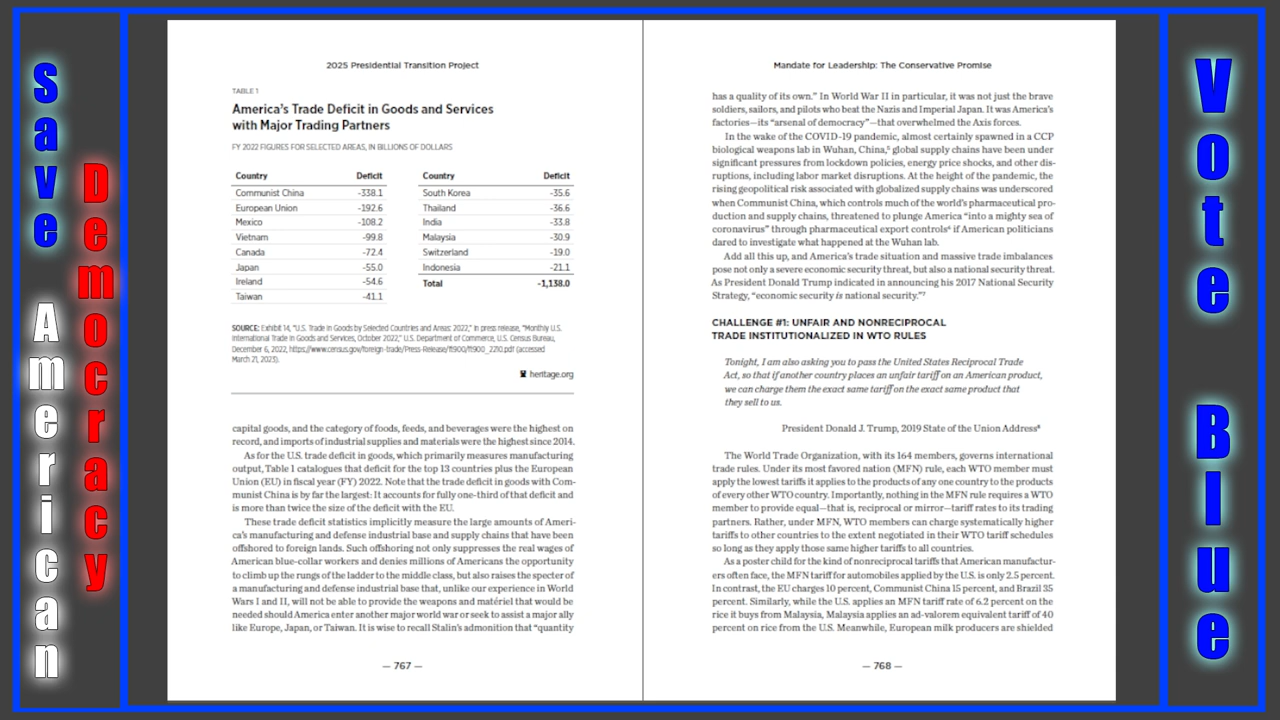 Save American
Democracy
2025 Presidential Transition Project
TABLE 1
America's Trade Deficit in Goods and Services
with Major Trading Partners
FY 2022 FIGURES FOR SELECTED AREAS, IN BILLIONS OF DOLLARS
Country Deficit
Communist China -338.1
European Union -192.6
Mexico -108.2
Vietnam -99.8
Canada -72.4
Japan -55.0
Ireland -54.6
Taiwan -41.1
Country Deficit
South Korea -35.6
Thailand -36.6
India -33.8
Malaysia -30.9
Switzerland -19.0
Indonesia -21.1
Total -1,138.0
SOURCE: Exhibit 14, "U.S. Trade in Goods by Selected Countries and Areas: 2022," in press release, "Monthly U.S.
International Trade in Goods and Services, October 2022," U.S. Department of Commerce, U.S. Census Bureau,
December 6, 2022, https://www.census.gov/foreign-trade/Press-Release/ft900/ft900_2210.pdf (accessed
March 21, 2023).
heritage.org
capital goods, and the category of foods, feeds, and beverages were the highest on
record, and imports of industrial supplies and materials were the highest since 2014.
As for the U.S. trade deficit in goods, which primarily measures manufacturing
output, Table 1 catalogues that deficit for the top 13 countries plus the European
Union (EU) in fiscal year (FY) 2022. Note that the trade deficit in goods with Com-
munist China is by far the largest: It accounts for fully one-third of that deficit and
is more than twice the size of the deficit with the EU.
These trade deficit statistics implicitly measure the large amounts of Ameri-
ca's manufacturing and defense industrial base and supply chains that have been
offshored to foreign lands. Such offshoring not only suppresses the real wages of
American blue-collar workers and denies millions of Americans the opportunity
to climb up the rungs of the ladder to the middle class, but also raises the specter of
a manufacturing and defense industrial base that, unlike our experience in World
Wars I and II, will not be able to provide the weapons and matériel that would be
needed should America enter another major world war or seek to assist a major ally
like Europe, Japan, or Taiwan. It is wise to recall Stalin's admonition that "quantity
— 767 —
Mandate for Leadership: The Conservative Promise
has a quality of its own." In World War II in particular, it was not just the brave
soldiers, sailors, and pilots who beat the Nazis and Imperial Japan. It was America's
factories—its "arsenal of democracy"—that overwhelmed the Axis forces.
In the wake of the COVID-19 pandemic, almost certainly spawned in a CCP
biological weapons lab in Wuhan, China,⁵ global supply chains have been under
significant pressures from lockdown policies, energy price shocks, and other dis-
ruptions, including labor market disruptions. At the height of the pandemic, the
rising geopolitical risk associated with globalized supply chains was underscored
when Communist China, which controls much of the world's pharmaceutical pro-
duction and supply chains, threatened to plunge America "into a mighty sea of
coronavirus" through pharmaceutical export controls⁶ if American politicians
dared to investigate what happened at the Wuhan lab.
Add all this up, and America's trade situation and massive trade imbalances
pose not only a severe economic security threat, but also a national security threat.
As President Donald Trump indicated in announcing his 2017 National Security
Strategy, "economic security is national security."⁷
CHALLENGE #1: UNFAIR AND NONRECIPROCAL
TRADE INSTITUTIONALIZED IN WTO RULES
Tonight, I am also asking you to pass the United States Reciprocal Trade
Act, so that if another country places an unfair tariff on an American product,
we can charge them the exact same tariff on the exact same product that
they sell to us.
President Donald J. Trump, 2019 State of the Union Address⁸
The World Trade Organization, with its 164 members, governs international
trade rules. Under its most favored nation (MFN) rule, each WTO member must
apply the lowest tariffs it applies to the products of any one country to the products
of every other WTO country. Importantly, nothing in the MFN rule requires a WTO
member to provide equal—that is, reciprocal or mirror—tariff rates to its trading
partners. Rather, under MFN, WTO members can charge systematically higher
tariffs to other countries to the extent negotiated in their WTO tariff schedules
so long as they apply those same higher tariffs to all countries.
As a poster child for the kind of nonreciprocal tariffs that American manufactur-
ers often face, the MFN tariff for automobiles applied by the U.S. is only 2.5 percent.
In contrast, the EU charges 10 percent, Communist China 15 percent, and Brazil 35
percent. Similarly, while the U.S. applies an MFN tariff rate of 6.2 percent on the
rice it buys from Malaysia, Malaysia applies an ad-valorem equivalent tariff of 40
percent on rice from the U.S. Meanwhile, European milk producers are shielded
— 768 —
Vote Blue